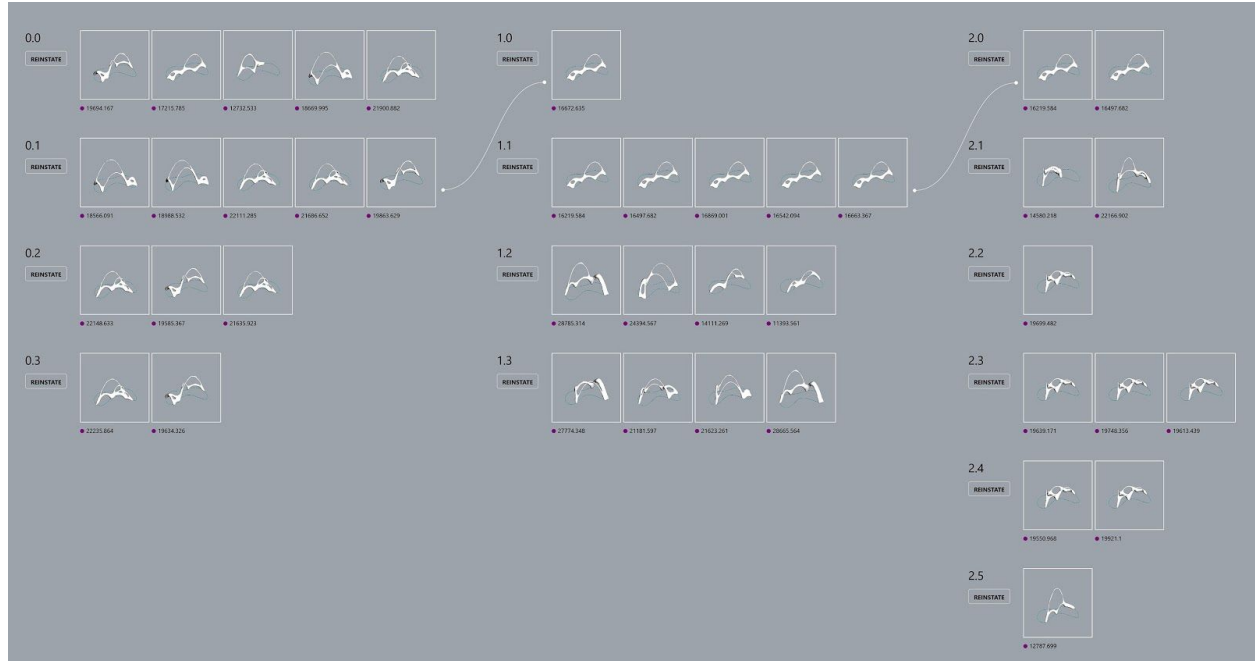 0.0
REINSTATE
19694.167 17215.785 12732.533 18669.995 21900.882
0.1
REINSTATE
18566.091 18988.532 22111.285 21686.652 19863.629
0.2
REINSTATE
22148.633 19585.367 21635.923
0.3
REINSTATE
22235.864 19634.326
1.0
REINSTATE
16672.635
1.1
REINSTATE
16219.584 16497.682 16869.001 16542.094 16663.367
1.2
REINSTATE
28785.314 24394.567 14111.269 11393.561
1.3
REINSTATE
27774.348 21181.597 21623.261 28665.564
2.0
REINSTATE
16219.584 16497.682
2.1
REINSTATE
14580.238 22166.902
2.2
REINSTATE
19699.482
2.3
REINSTATE
19639.171 19748.356 19613.439
2.4
REINSTATE
19550.968 19921.1
2.5
REINSTATE
12787.699